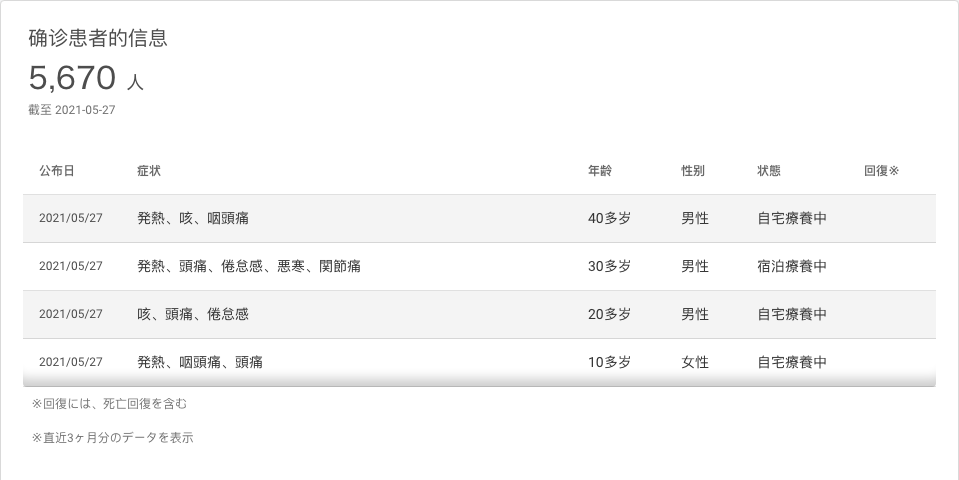 确诊患者的信息
5,670 人
截至 2021-05-27
公布日 症状 年龄 性别 状態 回復※
2021/05/27 発熱、咳、咽頭痛 40多岁 男性 自宅療養中
2021/05/27 発熱、頭痛、倦怠感、悪寒、関節痛 30多岁 男性 宿泊療養中
2021/05/27 咳、頭痛、倦怠感 20多岁 男性 自宅療養中
2021/05/27 発熱、咽頭痛、頭痛 10多岁 女性 自宅療養中
※回復には、死亡回復を含む
※直近3ヶ月分のデータを表示